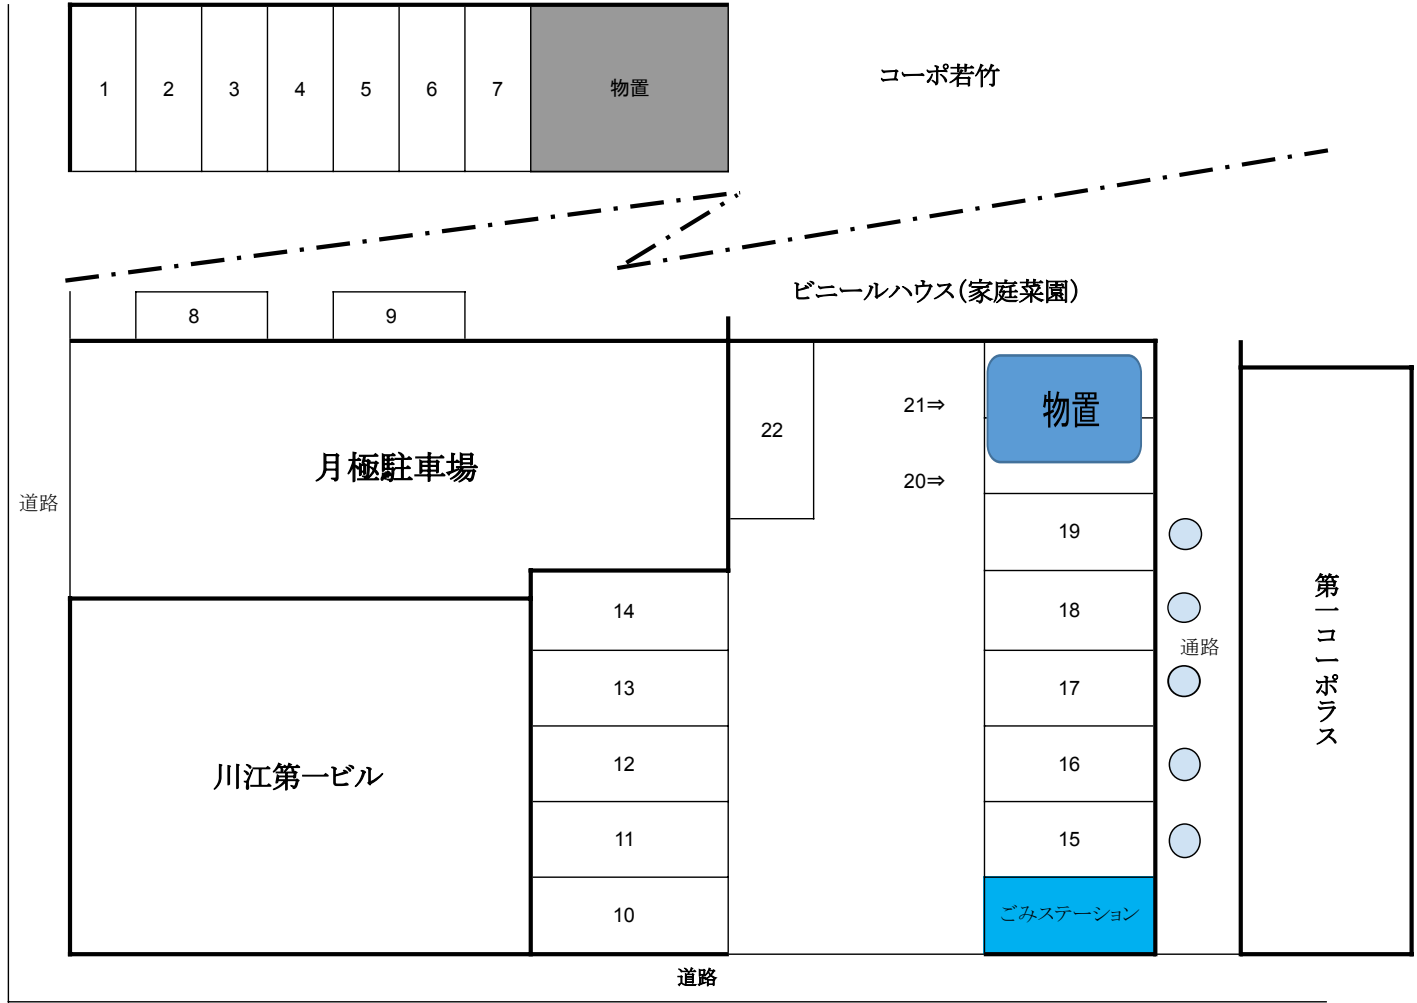 コーポ若竹
1 2 3 4 5 6 7 物置
ビニールハウス(家庭菜園)
8 9
21⇒ 物置
22
月極駐車場
20⇒
道路
19
14 18
第一コーポラス
通路
13 17
12 16
川江第一ビル
11 15
10 ごみステーション
道路